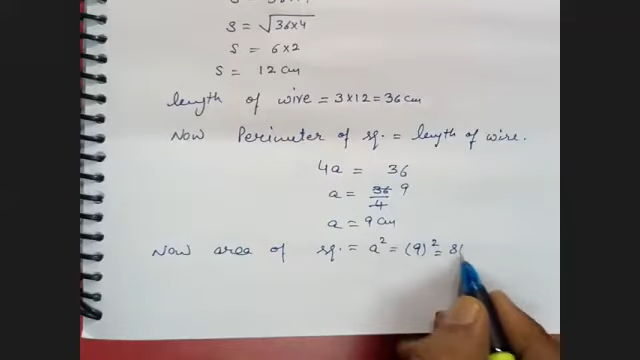 S = √36×4
S = 6×2
S = 12 cm
length of wire = 3×12 = 36 cm
Now Perimeter of sq. = length of wire.
4a = 36
a = 36/4 9
a = 9 cm
Now area of sq. = a² = (9)² = 81